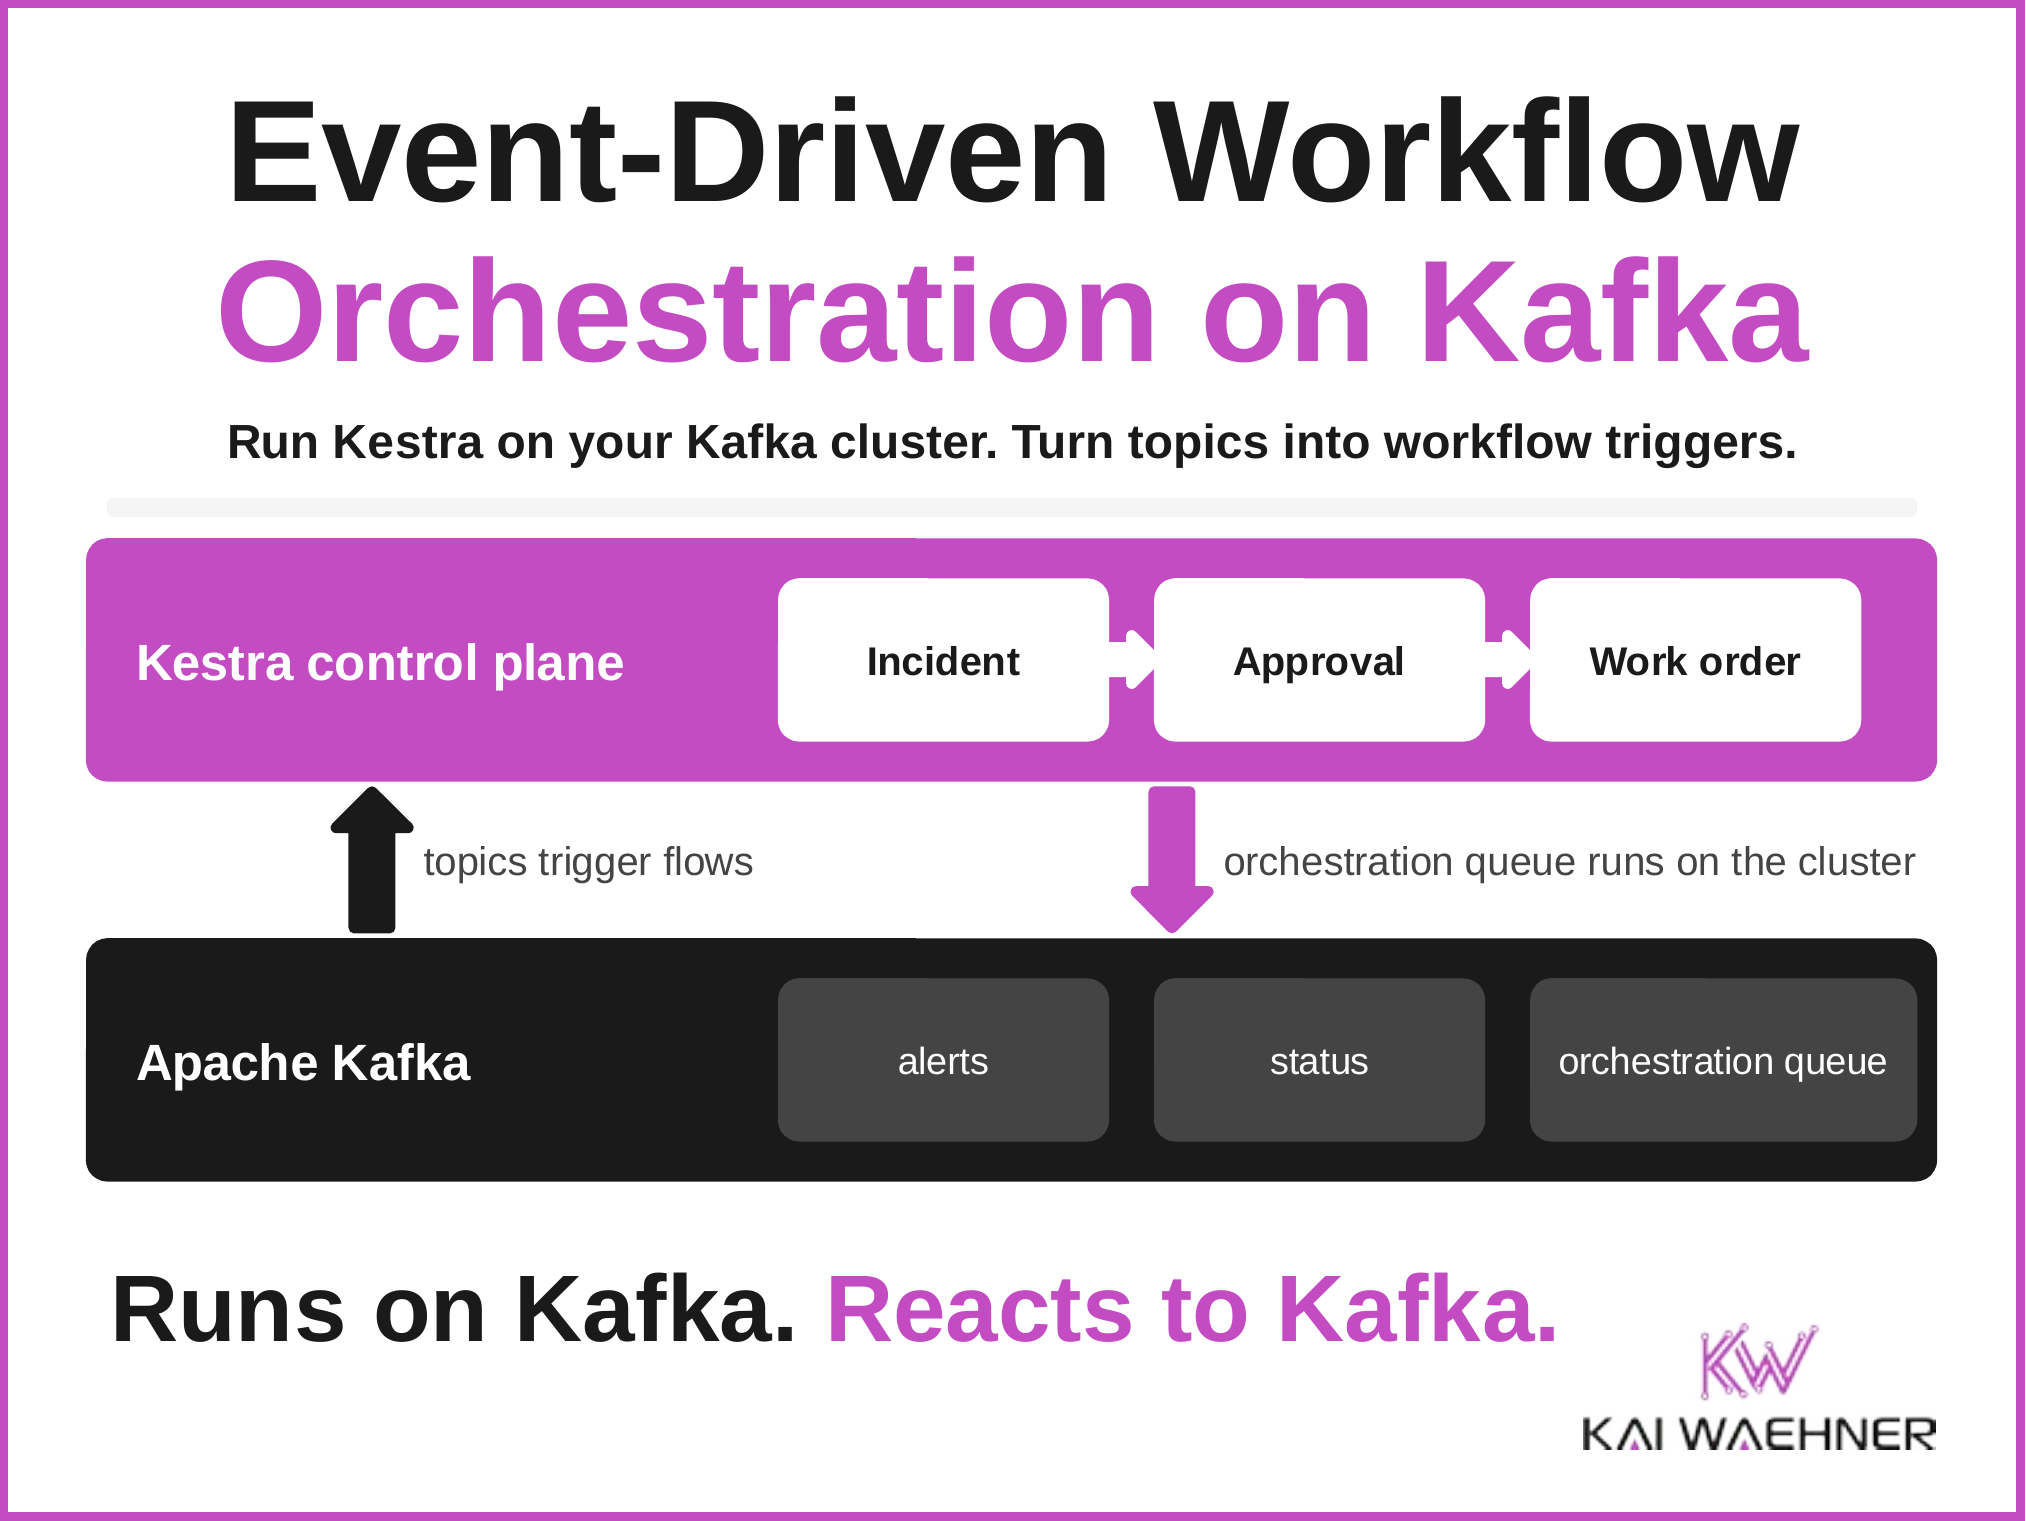 Event-Driven Workflow
Orchestration on Kafka
Run Kestra on your Kafka cluster. Turn topics into workflow triggers.
Kestra control plane
Incident
Approval
Work order
topics trigger flows
orchestration queue runs on the cluster
Apache Kafka
alerts
status
orchestration queue
Runs on Kafka. Reacts to Kafka.
KW
KAI WAEHNER